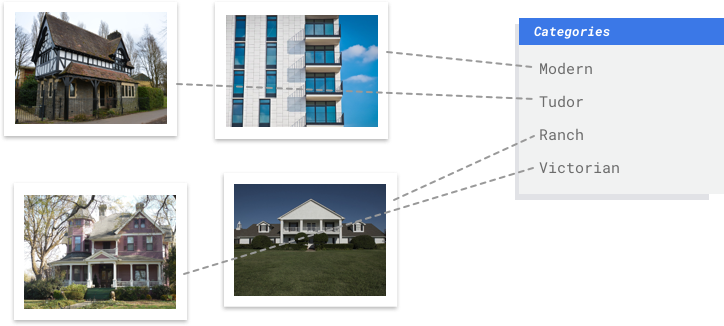 Categories
Modern
Tudor
Ranch
Victorian